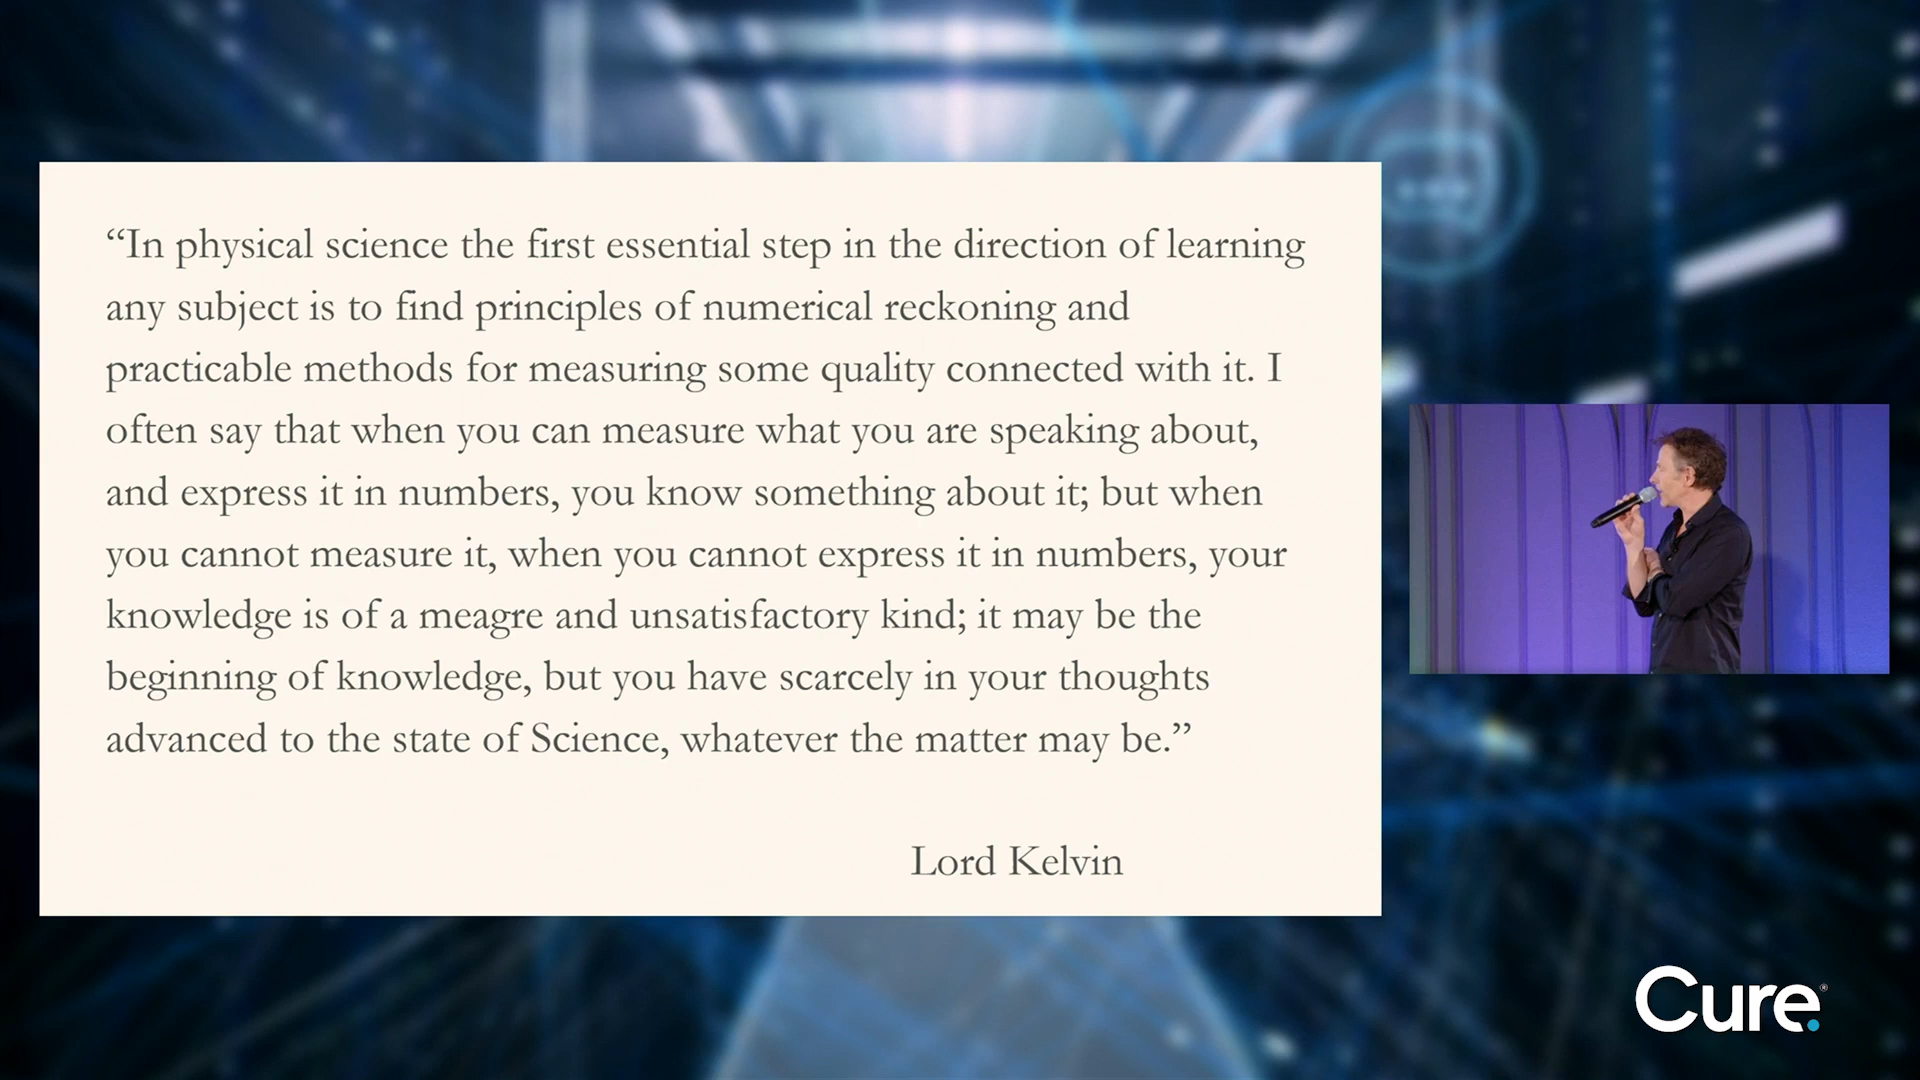 “In physical science the first essential step in the direction of learning
any subject is to find principles of numerical reckoning and
practicable methods for measuring some quality connected with it. I
often say that when you can measure what you are speaking about,
and express it in numbers, you know something about it; but when
you cannot measure it, when you cannot express it in numbers, your
knowledge is of a meagre and unsatisfactory kind; it may be the
beginning of knowledge, but you have scarcely in your thoughts
advanced to the state of Science, whatever the matter may be.”
Lord Kelvin
Cure.®